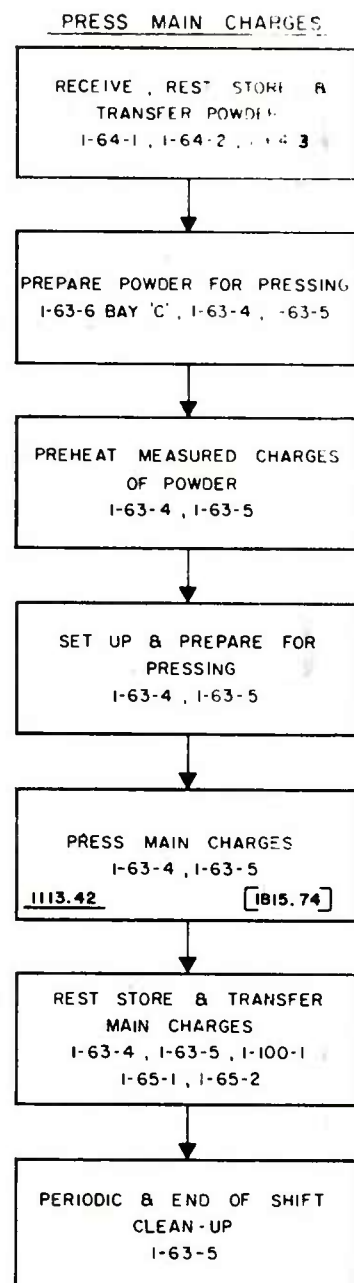 PRESS MAIN CHARGES
RECEIVE , REST STORE &
TRANSFER POWDER
1-64-1 , 1-64-2 , 3
PREPARE POWDER FOR PRESSING
1-63-6 BAY 'C' , 1-63-4 , -63-5
PREHEAT MEASURED CHARGES
OF POWDER
1-63-4 , 1-63-5
SET UP & PREPARE FOR
PRESSING
1-63-4 , 1-63-5
PRESS MAIN CHARGES
1-63-4 , 1-63-5
1113.42 [1815.74]
REST STORE & TRANSFER
MAIN CHARGES
1-63-4 , 1-63-5 , 1-100-1
1-65-1 , 1-65-2
PERIODIC & END OF SHIFT
CLEAN-UP
1-63-5